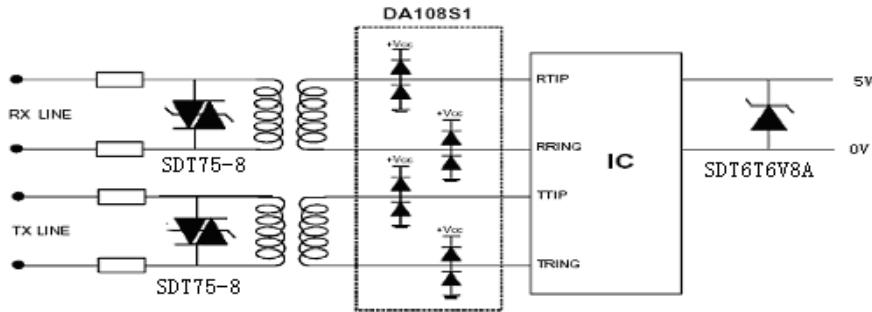 DA108S1
+Vcc
RTIP
5V
RX LINE
+Vcc
RRING
IC
0V
SDT75-8
SDT6T6V8A
+Vcc
TTIP
TX LINE
+Vcc
TRING
SDT75-8